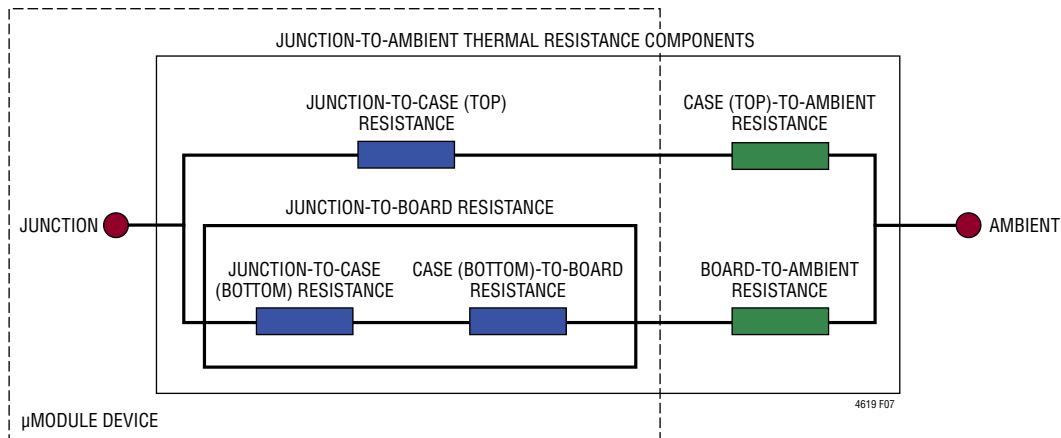 JUNCTION-TO-AMBIENT THERMAL RESISTANCE COMPONENTS
JUNCTION-TO-CASE (TOP)
RESISTANCE
CASE (TOP)-TO-AMBIENT
RESISTANCE
JUNCTION-TO-BOARD RESISTANCE
JUNCTION
AMBIENT
JUNCTION-TO-CASE
(BOTTOM) RESISTANCE
CASE (BOTTOM)-TO-BOARD
RESISTANCE
BOARD-TO-AMBIENT
RESISTANCE
4619 F07
µMODULE DEVICE